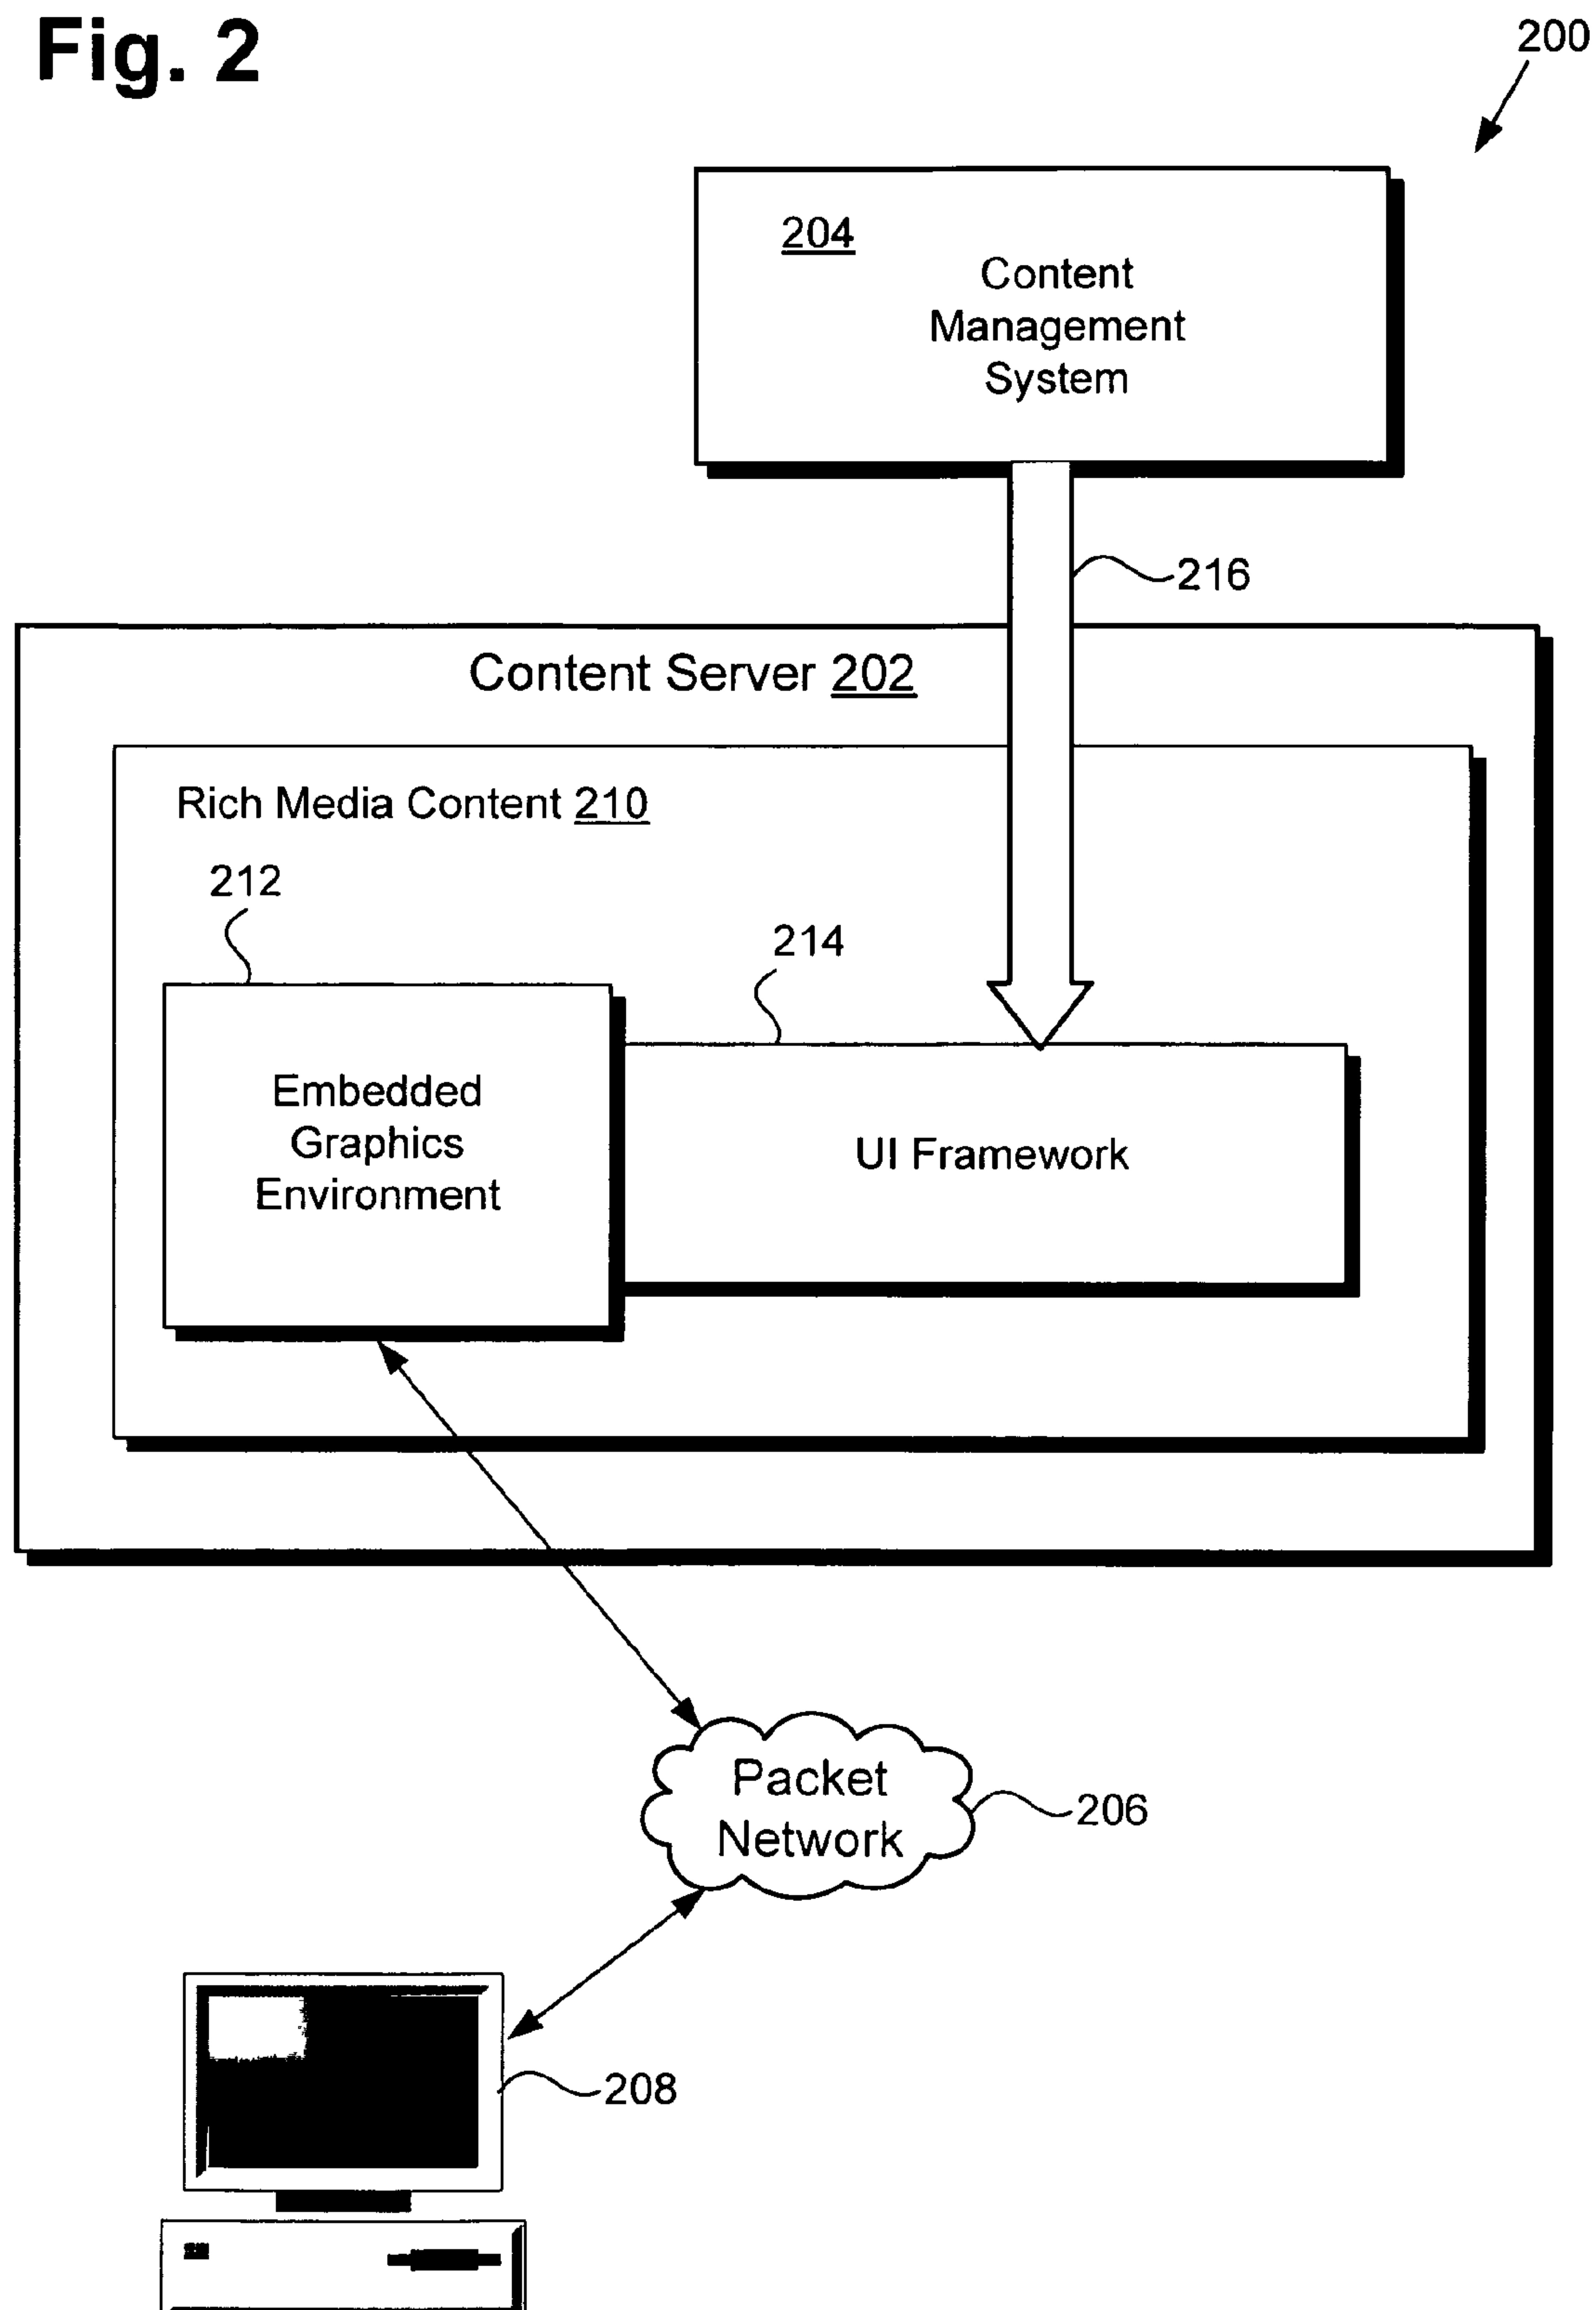 Fig. 2
200
204
Content
Management
System
216
Content Server 202
Rich Media Content 210
212
214
Embedded
Graphics
Environment
UI Framework
Packet
Network
206
208